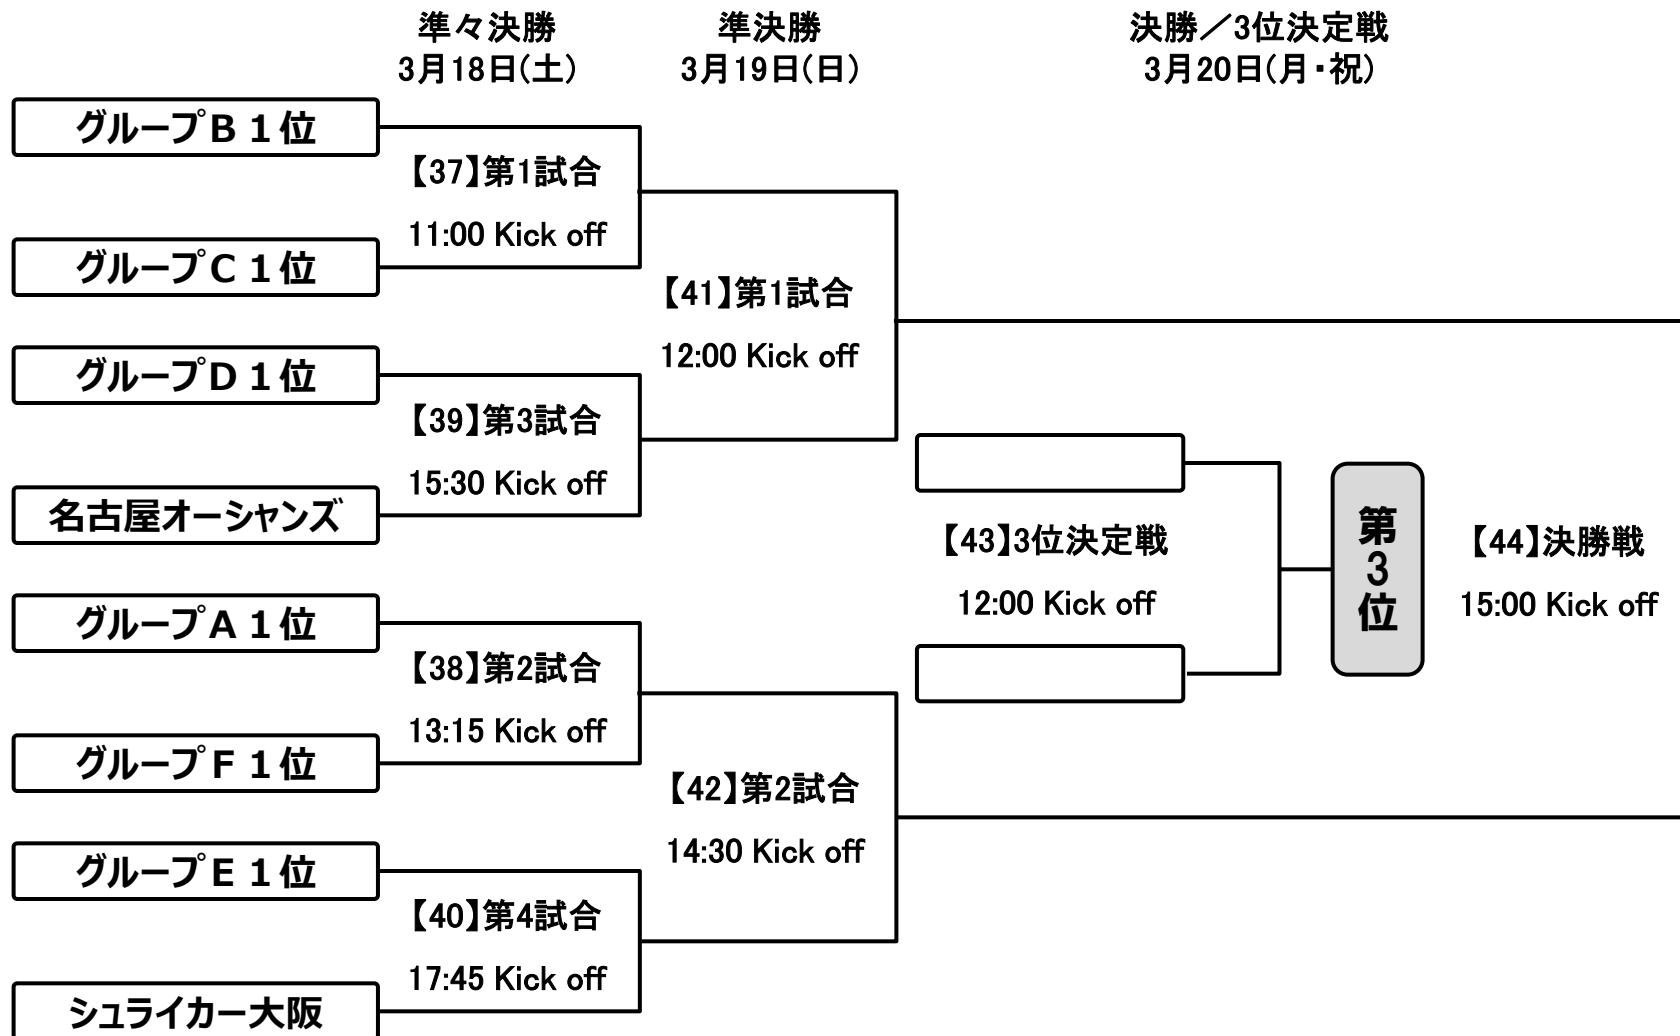 準々決勝
3月18日(土)
準決勝
3月19日(日)
決勝／3位決定戦
3月20日(月・祝)
グループＢ１位
【37】第1試合
11:00 Kick off
グループＣ１位
【41】第1試合
12:00 Kick off
グループＤ１位
【39】第3試合
15:30 Kick off
名古屋オーシャンズ
【43】3位決定戦
12:00 Kick off
第3位
【44】決勝戦
15:00 Kick off
グループＡ１位
【38】第2試合
13:15 Kick off
グループＦ１位
【42】第2試合
14:30 Kick off
グループＥ１位
【40】第4試合
17:45 Kick off
シュライカー大阪